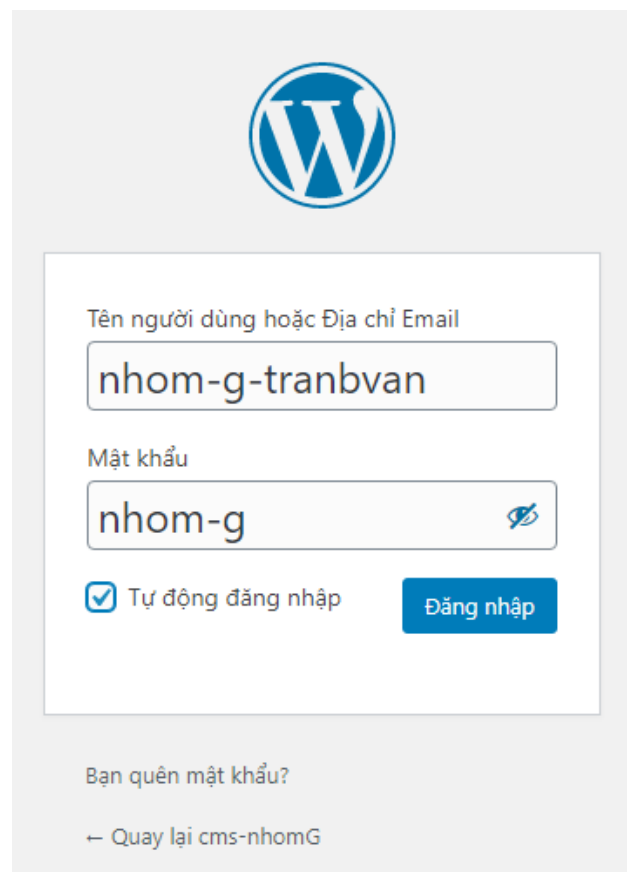 Tên người dùng hoặc Địa chỉ Email
nhom-g-tranbvan
Mật khẩu
nhom-g
Tự động đăng nhập
Đăng nhập
Bạn quên mật khẩu?
← Quay lại cms-nhomG